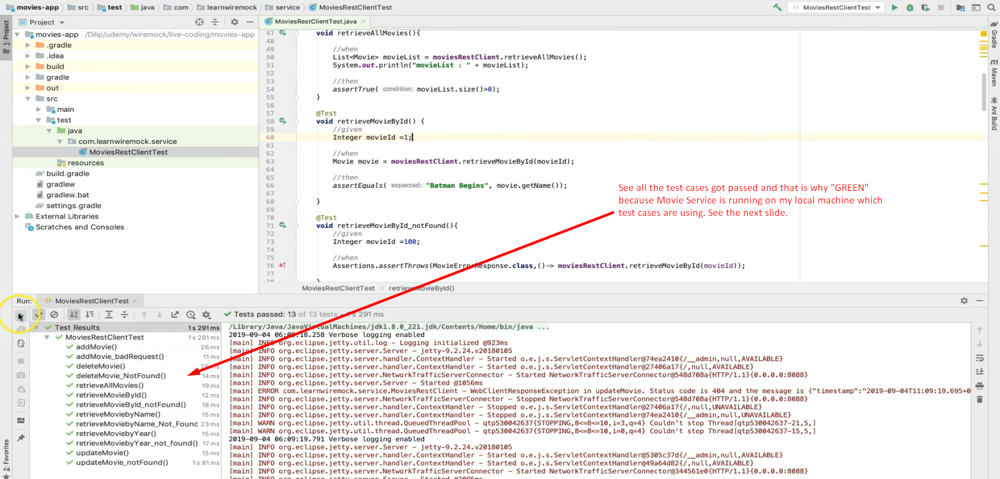 movies-app src test java com learnwiremock service MoviesRestClientTest
MoviesRestClientTest
1: Project
Project
MoviesRestClientTest.java
movies-app /Dilip/udemy/wiremock/live-coding/movies-app
.gradle
.idea
build
gradle
out
src
main
test
java
com.learnwiremock.service
MoviesRestClientTest
resources
build.gradle
gradlew
gradlew.bat
settings.gradle
External Libraries
Scratches and Consoles
47 void retrieveAllMovies(){
48
49 //when
50 List<Movie> movieList = moviesRestClient.retrieveAllMovies();
51 System.out.println("movieList : " + movieList);
52
53 //then
54 assertTrue( condition: movieList.size()>0);
55 }
56
57 @Test
58 void retrieveMovieById() {
59 //given
60 Integer movieId =1;
61
62 //when
63 Movie movie = moviesRestClient.retrieveMovieById(movieId);
64
65 //then
66 assertEquals( expected: "Batman Begins", movie.getName());
67
68 }
69
70 @Test
71 void retrieveMovieById_notFound(){
72 //given
73 Integer movieId =100;
74
75 //when
76 Assertions.assertThrows(MovieErrorResponse.class,()-> moviesRestClient.retrieveMovieById(movieId));
77
78 }
See all the test cases got passed and that is why "GREEN"
because Movie Service is running on my local machine which
test cases are using. See the next slide.
MoviesRestClientTest › retrieveMovieById()
Gradle
Maven
Ant Build
Run: MoviesRestClientTest
Tests passed: 13 of 13 tests – 1 s 291 ms
Test Results 1 s 291 ms
MoviesRestClientTest 1 s 291 ms
addMovie() 26 ms
addMovie_badRequest() 11 ms
deleteMovie() 25 ms
deleteMovie_NotFound() 14 ms
retrieveAllMovies() 19 ms
retrieveMovieById() 12 ms
retrieveMovieById_notFound() 18 ms
retrieveMoviebyName() 15 ms
retrieveMoviebyName_Not_Found 23 ms
retrieveMoviebyYear() 15 ms
retrieveMoviebyYear_not_found() 17 ms
updateMovie() 15 ms
updateMovie_notFound() 1 s 81 ms
/Library/Java/JavaVirtualMachines/jdk1.8.0_221.jdk/Contents/Home/bin/java ...
2019-09-04 06:09:18.258 Verbose logging enabled
[main] INFO org.eclipse.jetty.util.log – Logging initialized @923ms
[main] INFO org.eclipse.jetty.server.Server – jetty-9.2.24.v20180105
[main] INFO org.eclipse.jetty.server.handler.ContextHandler – Started o.e.j.s.ServletContextHandler@74ea2410{/__admin,null,AVAILABLE}
[main] INFO org.eclipse.jetty.server.handler.ContextHandler – Started o.e.j.s.ServletContextHandler@27406a17{/,null,AVAILABLE}
[main] INFO org.eclipse.jetty.server.NetworkTrafficServerConnector – Started NetworkTrafficServerConnector@548d708a{HTTP/1.1}{0.0.0.0:8088}
[main] INFO org.eclipse.jetty.server.Server – Started @1056ms
[main] ERROR com.learnwiremock.service.MoviesRestClient – WebClientResponseException in updateMovie. Status code is 404 and the message is {"timestamp":"2019-09-04T11:09:19.695+0
[main] INFO org.eclipse.jetty.server.NetworkTrafficServerConnector – Stopped NetworkTrafficServerConnector@548d708a{HTTP/1.1}{0.0.0.0:8088}
[main] INFO org.eclipse.jetty.server.handler.ContextHandler – Stopped o.e.j.s.ServletContextHandler@27406a17{/,null,UNAVAILABLE}
[main] INFO org.eclipse.jetty.server.handler.ContextHandler – Stopped o.e.j.s.ServletContextHandler@74ea2410{/__admin,null,UNAVAILABLE}
[main] WARN org.eclipse.jetty.util.thread.QueuedThreadPool – qtp530042637{STOPPING,8<=8<=10,i=3,q=4} Couldn't stop Thread[qtp530042637-21,5,]
[main] WARN org.eclipse.jetty.util.thread.QueuedThreadPool – qtp530042637{STOPPING,8<=8<=10,i=0,q=4} Couldn't stop Thread[qtp530042637-15,5,]
2019-09-04 06:09:19.791 Verbose logging enabled
[main] INFO org.eclipse.jetty.server.Server – jetty-9.2.24.v20180105
[main] INFO org.eclipse.jetty.server.handler.ContextHandler – Started o.e.j.s.ServletContextHandler@5305c37d{/__admin,null,AVAILABLE}
[main] INFO org.eclipse.jetty.server.handler.ContextHandler – Started o.e.j.s.ServletContextHandler@49a64d82{/,null,AVAILABLE}
[main] INFO org.eclipse.jetty.server.NetworkTrafficServerConnector – Started NetworkTrafficServerConnector@344561e0{HTTP/1.1}{0.0.0.0:8088}
[main] INFO org.eclipse.jetty.server.Server – Started @2095ms
2: Favorites